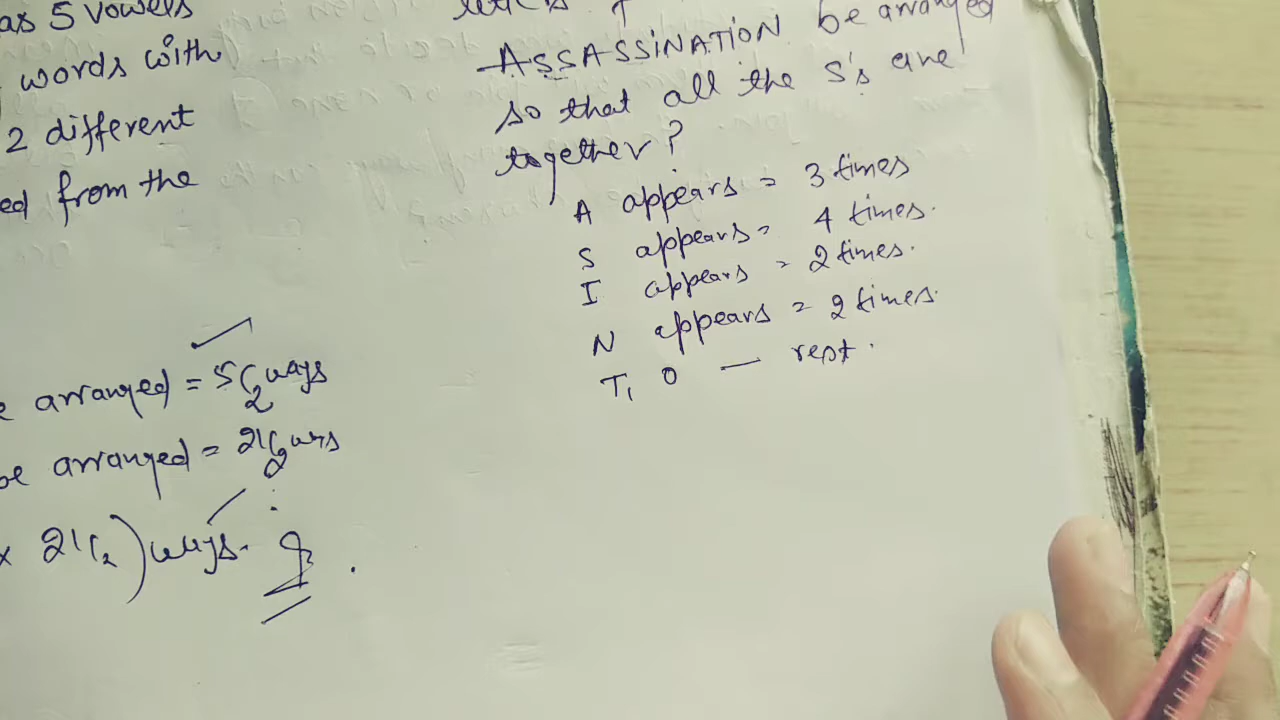 as 5 vowels
words with
2 different
ed from the
arranged = 5C2 ways
be arranged = 21C2 ways
x 21C2) ways.
ASSASSINATION be arranged
so that all the S's are
together?
A appears = 3 times
S appears = 4 times.
I appears = 2 times.
N appears = 2 times.
T, O — rest.